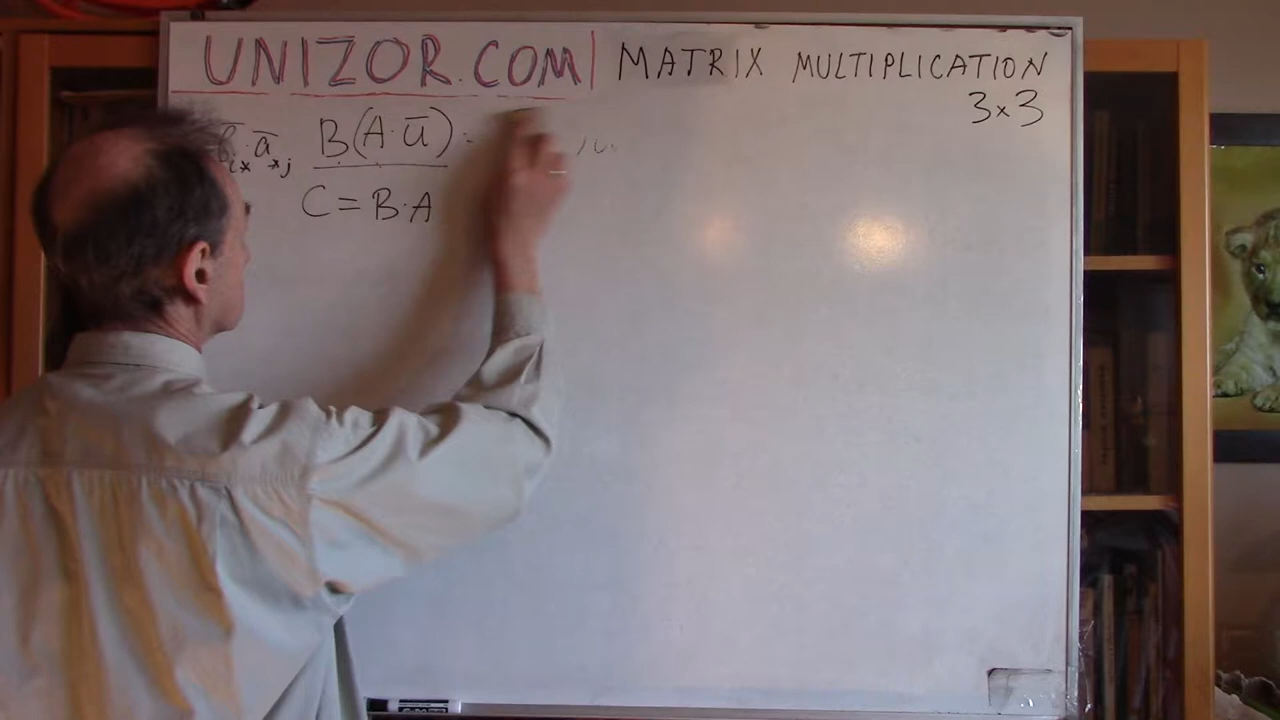 UNIZOR.COM | MATRIX MULTIPLICATION
3×3
b̅ᵢ* · a̅*ⱼ B(A·u̅)
C = B·A